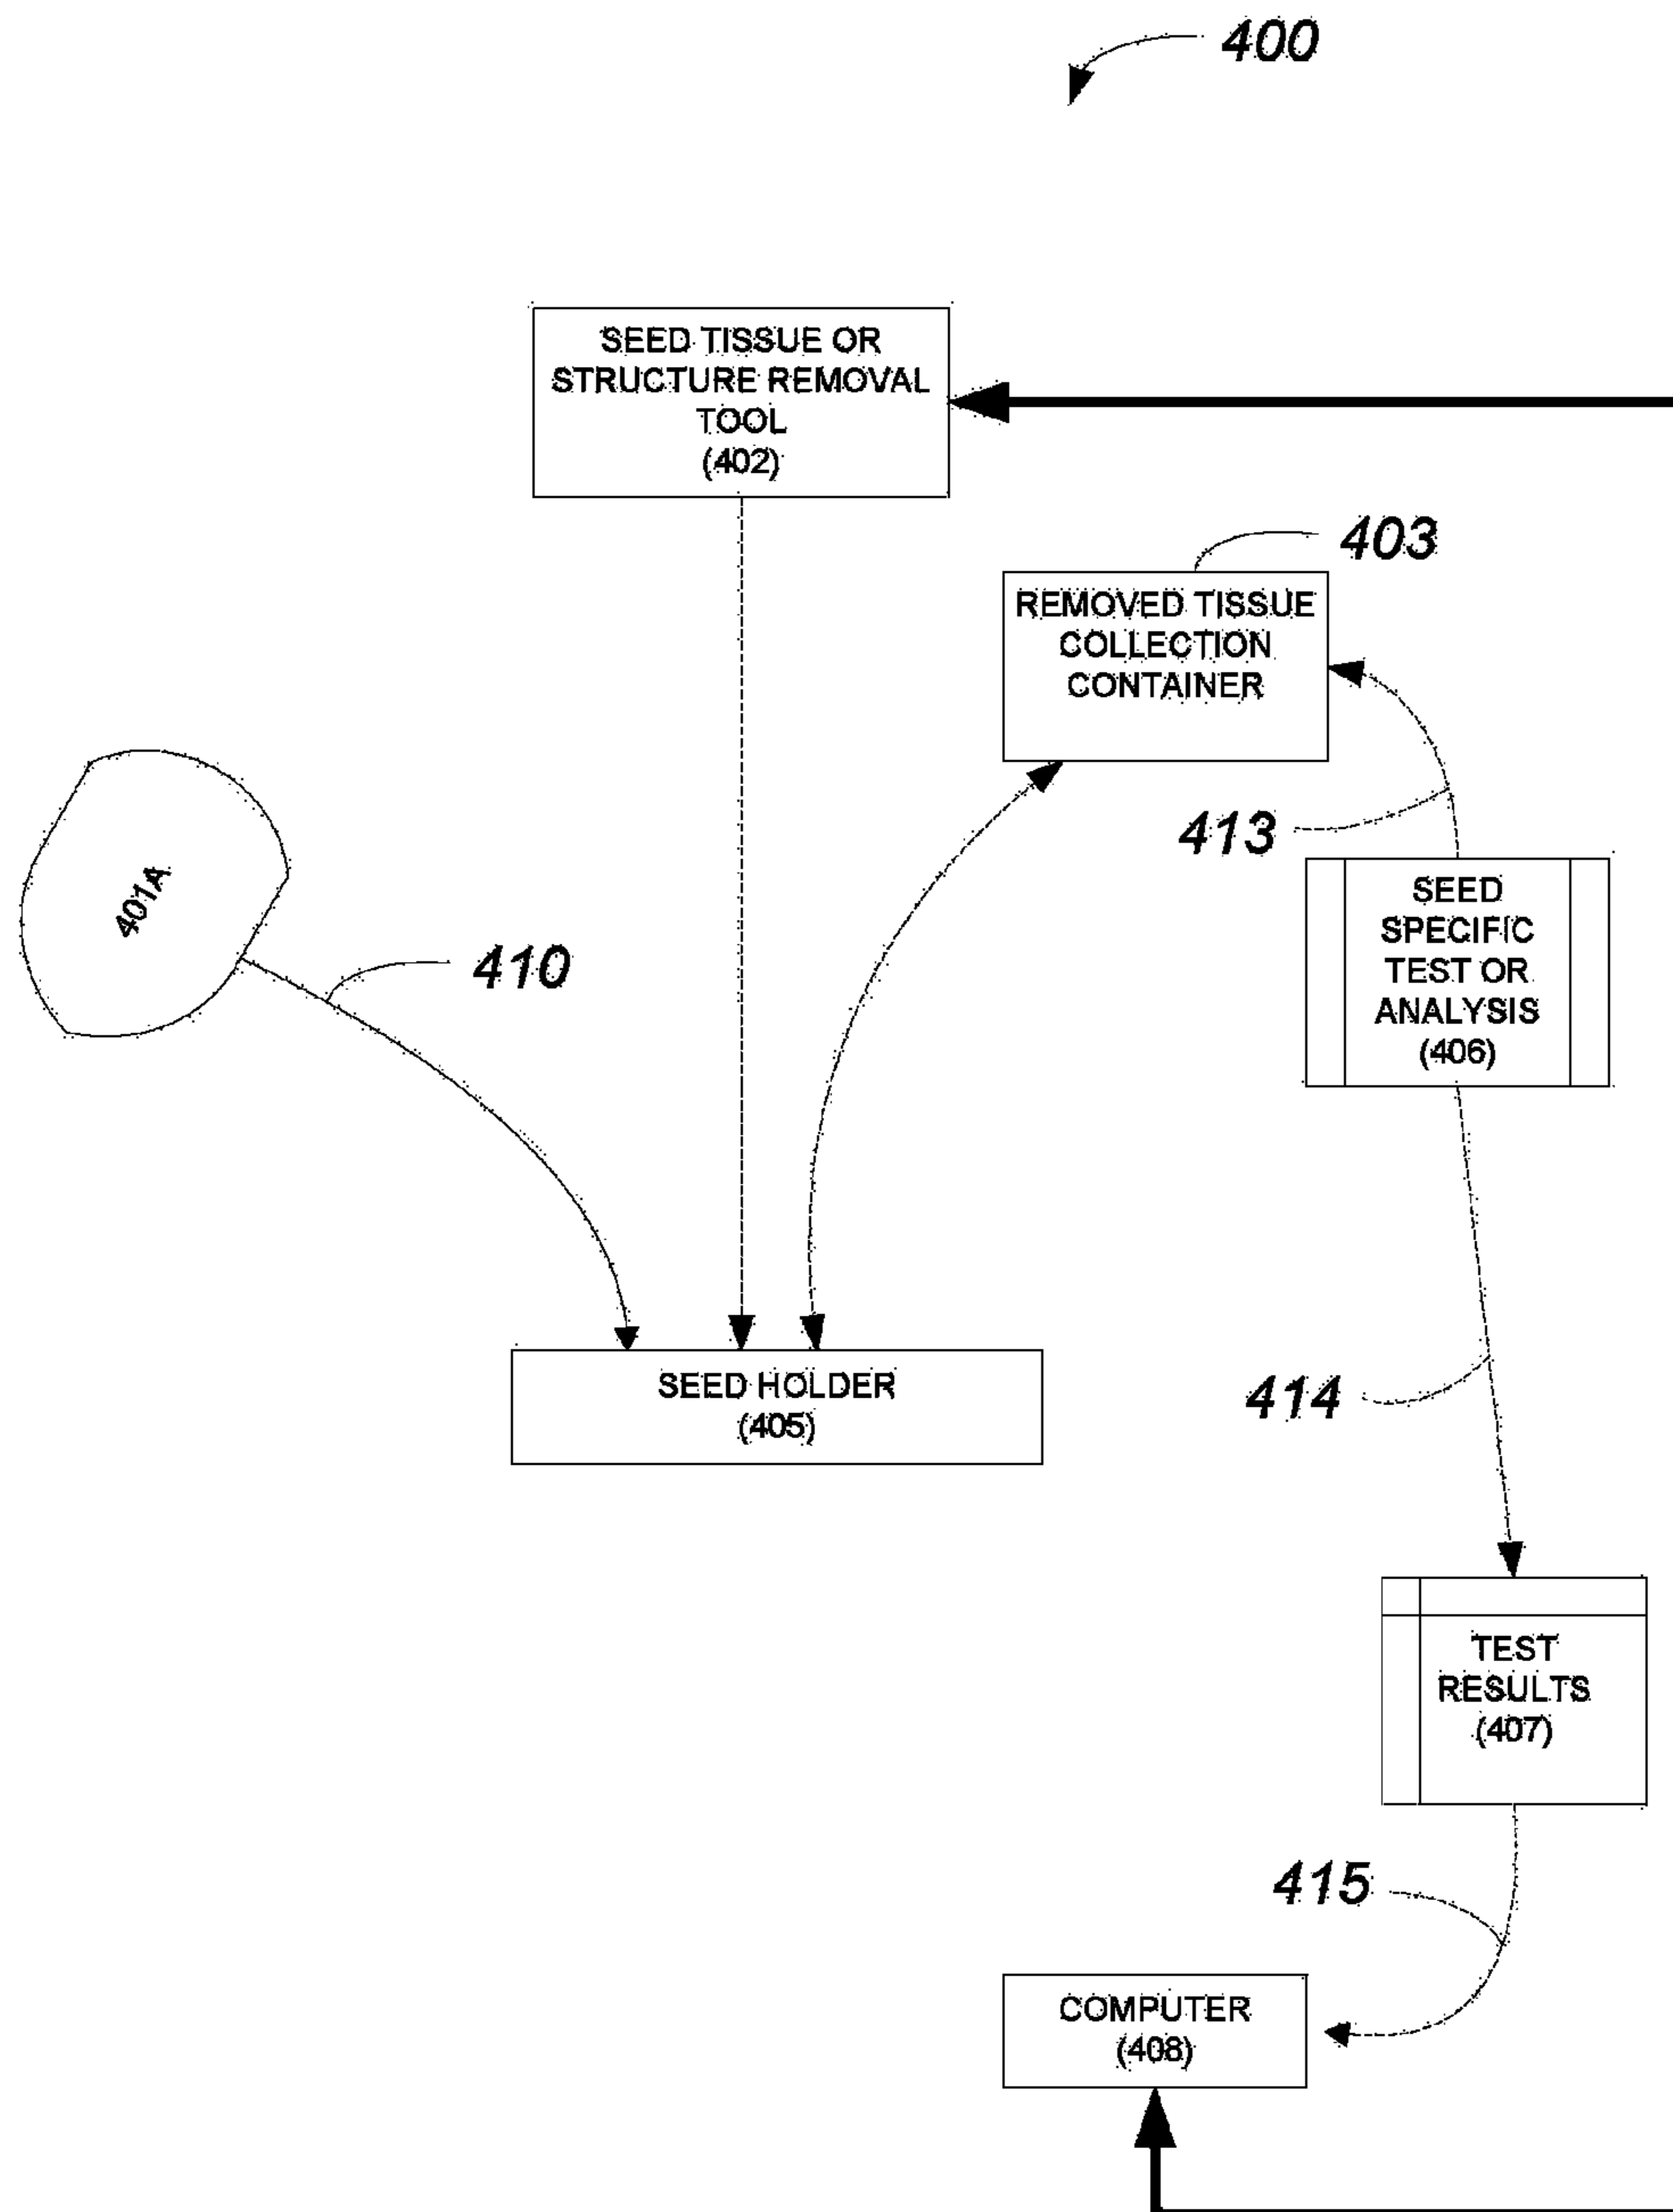 400
SEED TISSUE OR
STRUCTURE REMOVAL
TOOL
(402)
403
REMOVED TISSUE
COLLECTION
CONTAINER
413
401A
410
SEED
SPECIFIC
TEST OR
ANALYSIS
(406)
SEED HOLDER
(405)
414
TEST
RESULTS
(407)
415
COMPUTER
(408)